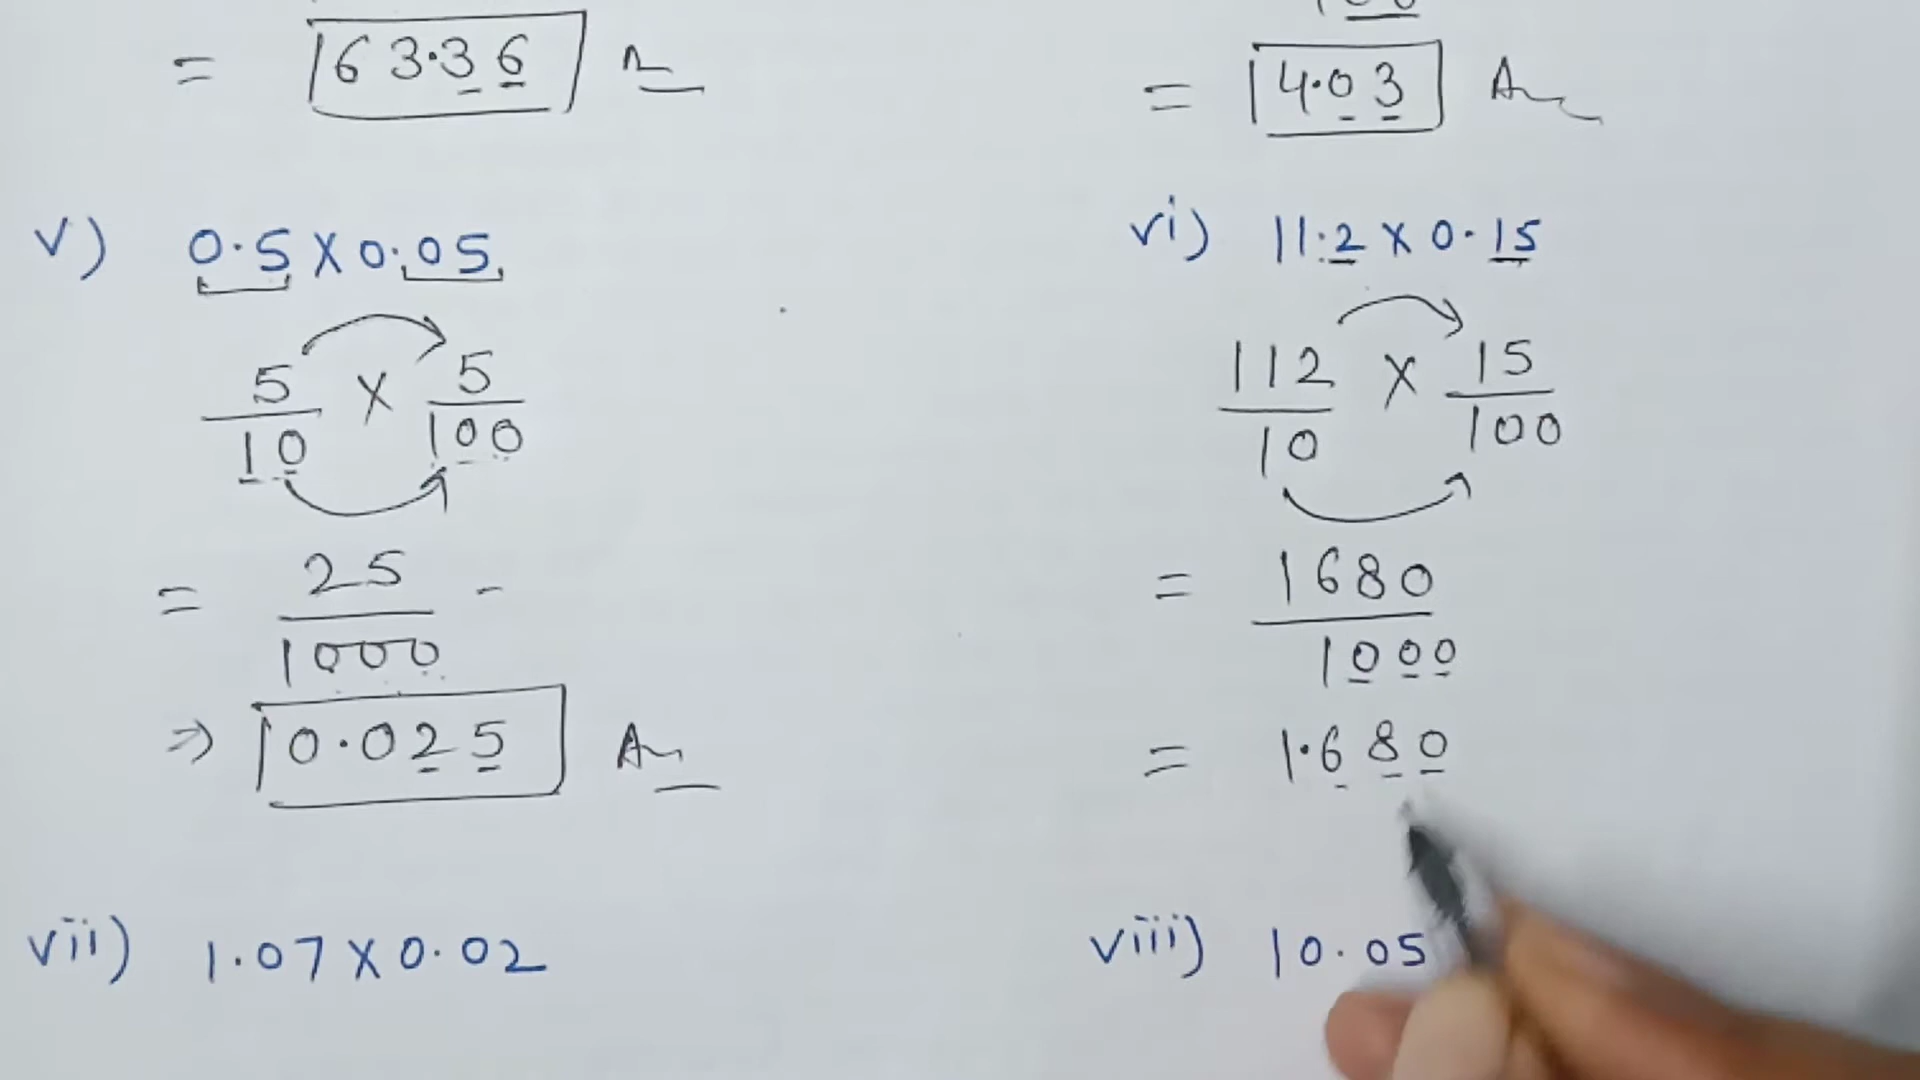 = 63.36
100
= 4.03 Ans
v) 0.5 X 0.05
5/10 X 5/100
= 25/1000 -
⇒ 0.025 Ans
vi) 11.2 X 0.15
112/10 X 15/100
= 1680/1000
= 1.680
vii) 1.07 X 0.02
viii) 10.05